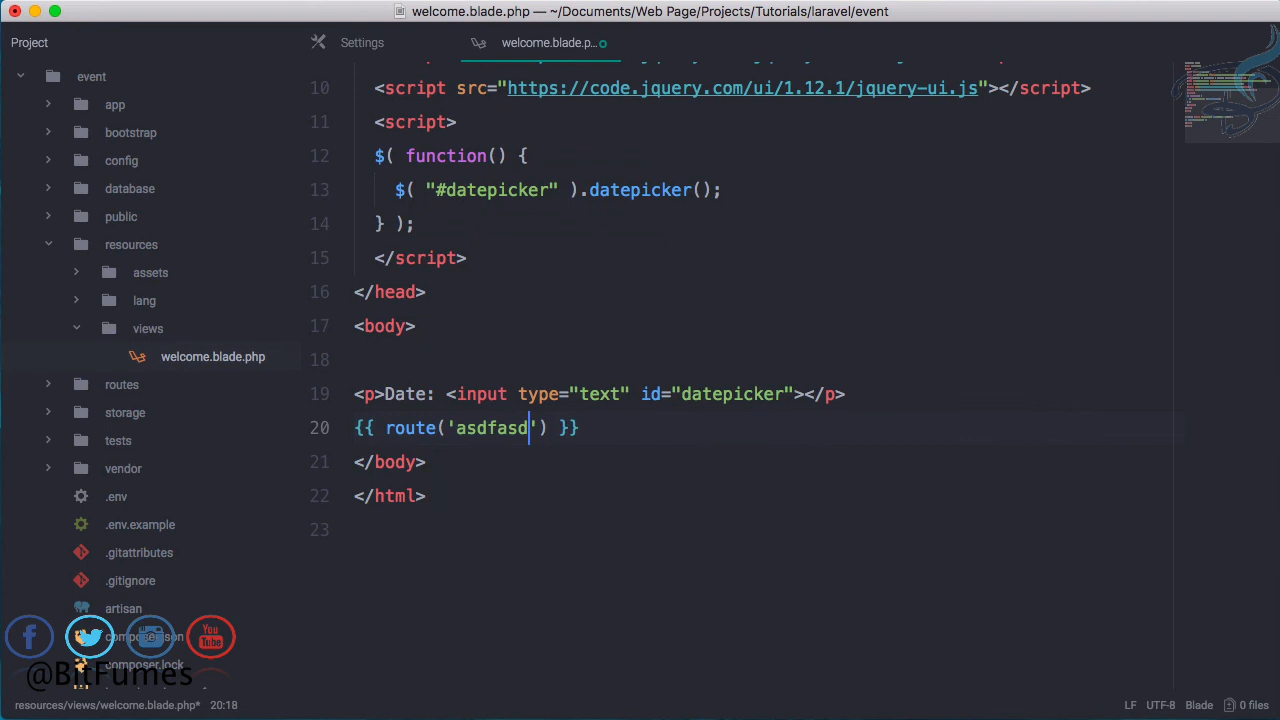 welcome.blade.php — ~/Documents/Web Page/Projects/Tutorials/laravel/event
Project
Settings
welcome.blade.p...
event
app
bootstrap
config
database
public
resources
assets
lang
views
welcome.blade.php
routes
storage
tests
vendor
.env
.env.example
.gitattributes
.gitignore
artisan
composer.json
composer.lock
10 <script src="https://code.jquery.com/ui/1.12.1/jquery-ui.js"></script>
11 <script>
12 $( function() {
13 $( "#datepicker" ).datepicker();
14 } );
15 </script>
16 </head>
17 <body>
18
19 <p>Date: <input type="text" id="datepicker"></p>
20 {{ route('asdfasd') }}
21 </body>
22 </html>
23
You
Tube
@BitFumes
resources/views/welcome.blade.php* 20:18
LF UTF-8 Blade 0 files